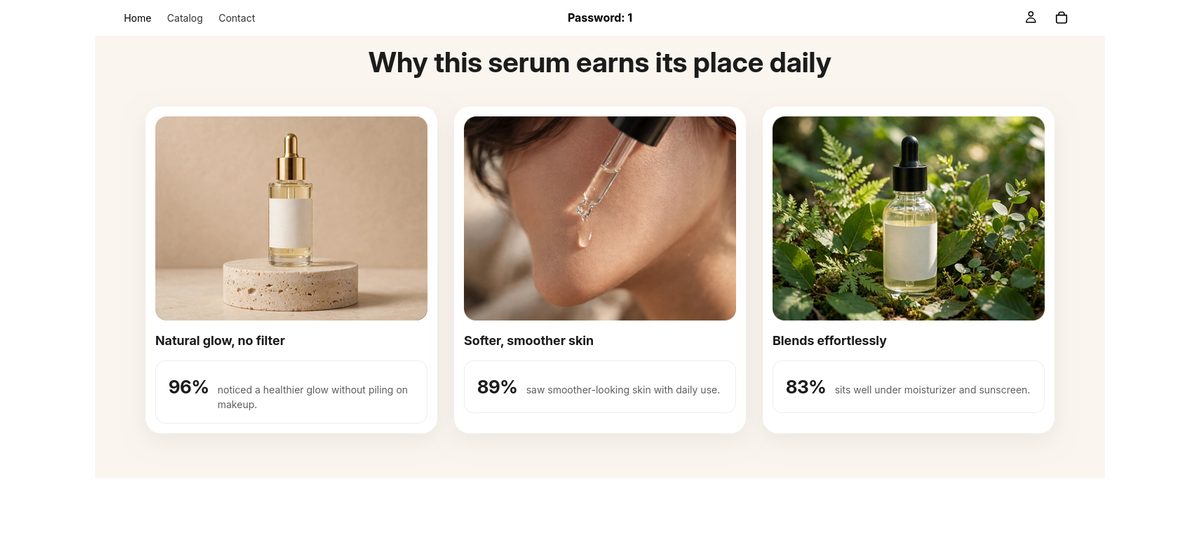 Home Catalog Contact
Password: 1
Why this serum earns its place daily
Natural glow, no filter
96% noticed a healthier glow without piling on
makeup.
Softer, smoother skin
89% saw smoother-looking skin with daily use.
Blends effortlessly
83% sits well under moisturizer and sunscreen.